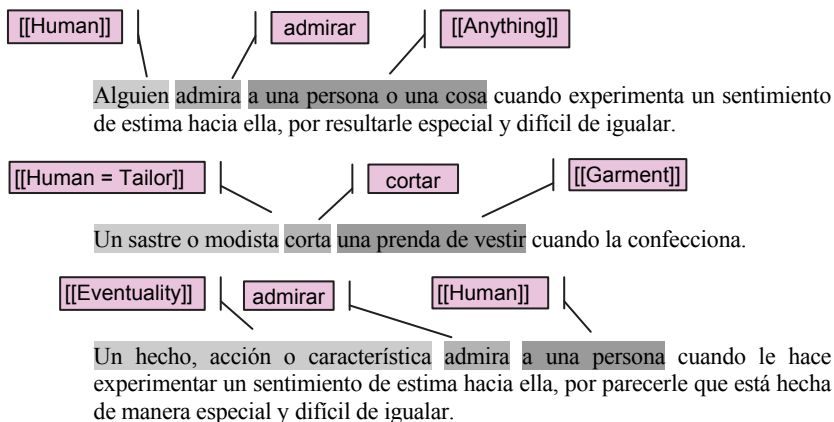 [[Human]] admirar [[Anything]]
Alguien admira a una persona o una cosa cuando experimenta un sentimiento
de estima hacia ella, por resultarle especial y difícil de igualar.
[[Human = Tailor]] cortar [[Garment]]
Un sastre o modista corta una prenda de vestir cuando la confecciona.
[[Eventuality]] admirar [[Human]]
Un hecho, acción o característica admira a una persona cuando le hace
experimentar un sentimiento de estima hacia ella, por parecerle que está hecha
de manera especial y difícil de igualar.